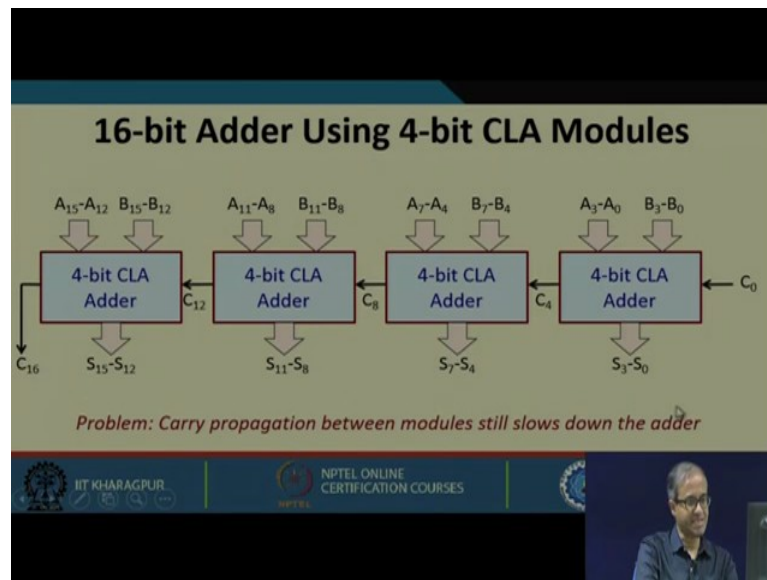 16-bit Adder Using 4-bit CLA Modules
A₁₅-A₁₂ B₁₅-B₁₂ A₁₁-A₈ B₁₁-B₈ A₇-A₄ B₇-B₄ A₃-A₀ B₃-B₀
4-bit CLA Adder
C₁₂
4-bit CLA Adder
C₈
4-bit CLA Adder
C₄
4-bit CLA Adder
C₀
C₁₆ S₁₅-S₁₂ S₁₁-S₈ S₇-S₄ S₃-S₀
Problem: Carry propagation between modules still slows down the adder
IIT KHARAGPUR
NPTEL
NPTEL ONLINE
CERTIFICATION COURSES